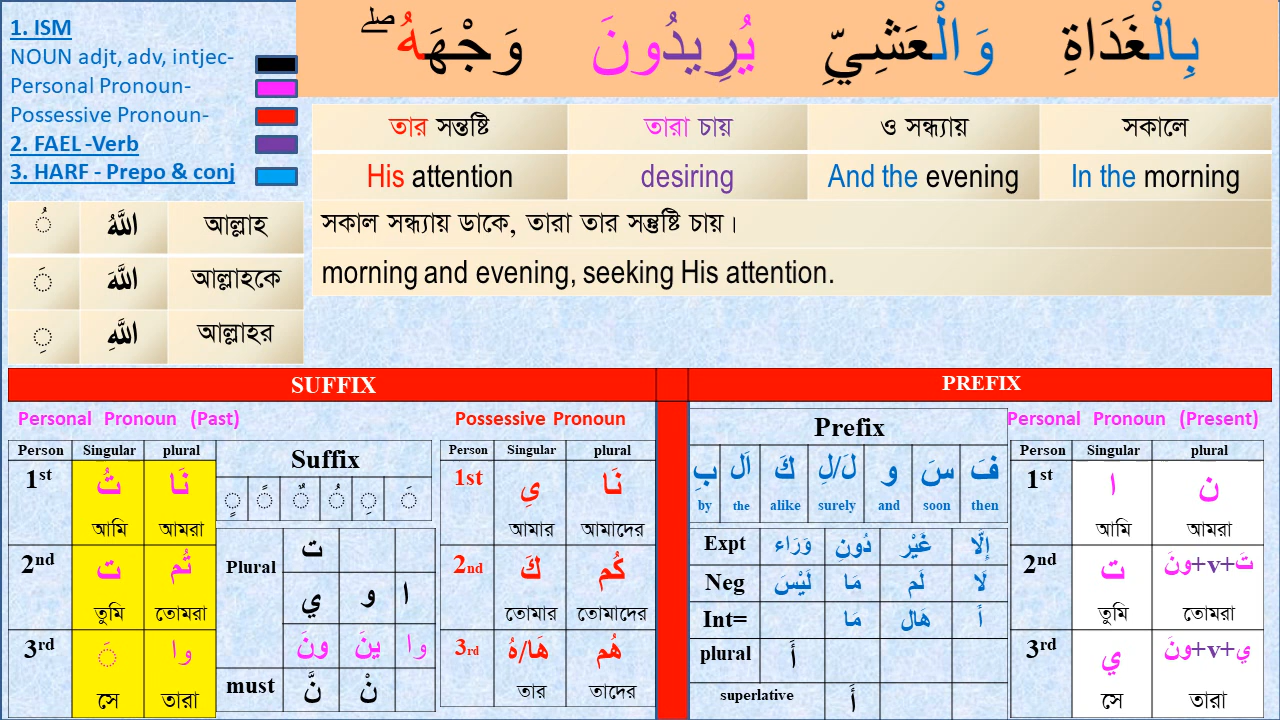 1. ISM
NOUN adjt, adv, intjec-
Personal Pronoun-
Possessive Pronoun-
2. FAEL -Verb
3. HARF - Prepo & conj
بِالْغَدَاةِ وَالْعَشِيِّ يُرِيدُونَ وَجْهَهُ ۖ
তার সন্তষ্টি তারা চায় ও সন্ধ্যায় সকালে
His attention desiring And the evening In the morning
সকাল সন্ধ্যায় ডাকে, তারা তার সন্তুষ্টি চায়।
morning and evening, seeking His attention.
ُ اللَّهُ আল্লাহ
َ اللَّهَ আল্লাহকে
ِ اللَّهِ আল্লাহর
SUFFIX
Personal Pronoun (Past)
Person Singular plural
1st تُ نَا
আমি আমরা
2nd ت تُم
তুমি তোমরা
3rd َ وا
সে তারা
Suffix
ٍ ً ٌ ُ ِ َ
Plural ت
ي و ا
ونَ ينَ وا
must نَّ نْ
Possessive Pronoun
Person Singular plural
1st ي نَا
আমার আমাদের
2nd كَ كُم
তোমার তোমাদের
3rd هَا/هُ هُم
তার তাদের
PREFIX
Prefix
بِ اَل كَ لَ/لِ و سَ فَ
by the alike surely and soon then
Expt وَرَاء دُونِ غَيْر إِلَّا
Neg لَيْسَ مَا لَم لَا
Int= مَا هَال أَ
plural أَ
superlative أَ
Personal Pronoun (Present)
Person Singular plural
1st ا ن
আমি আমরা
2nd ت تَ+v+ونَ
তুমি তোমরা
3rd ي ي+v+ونَ
সে তারা